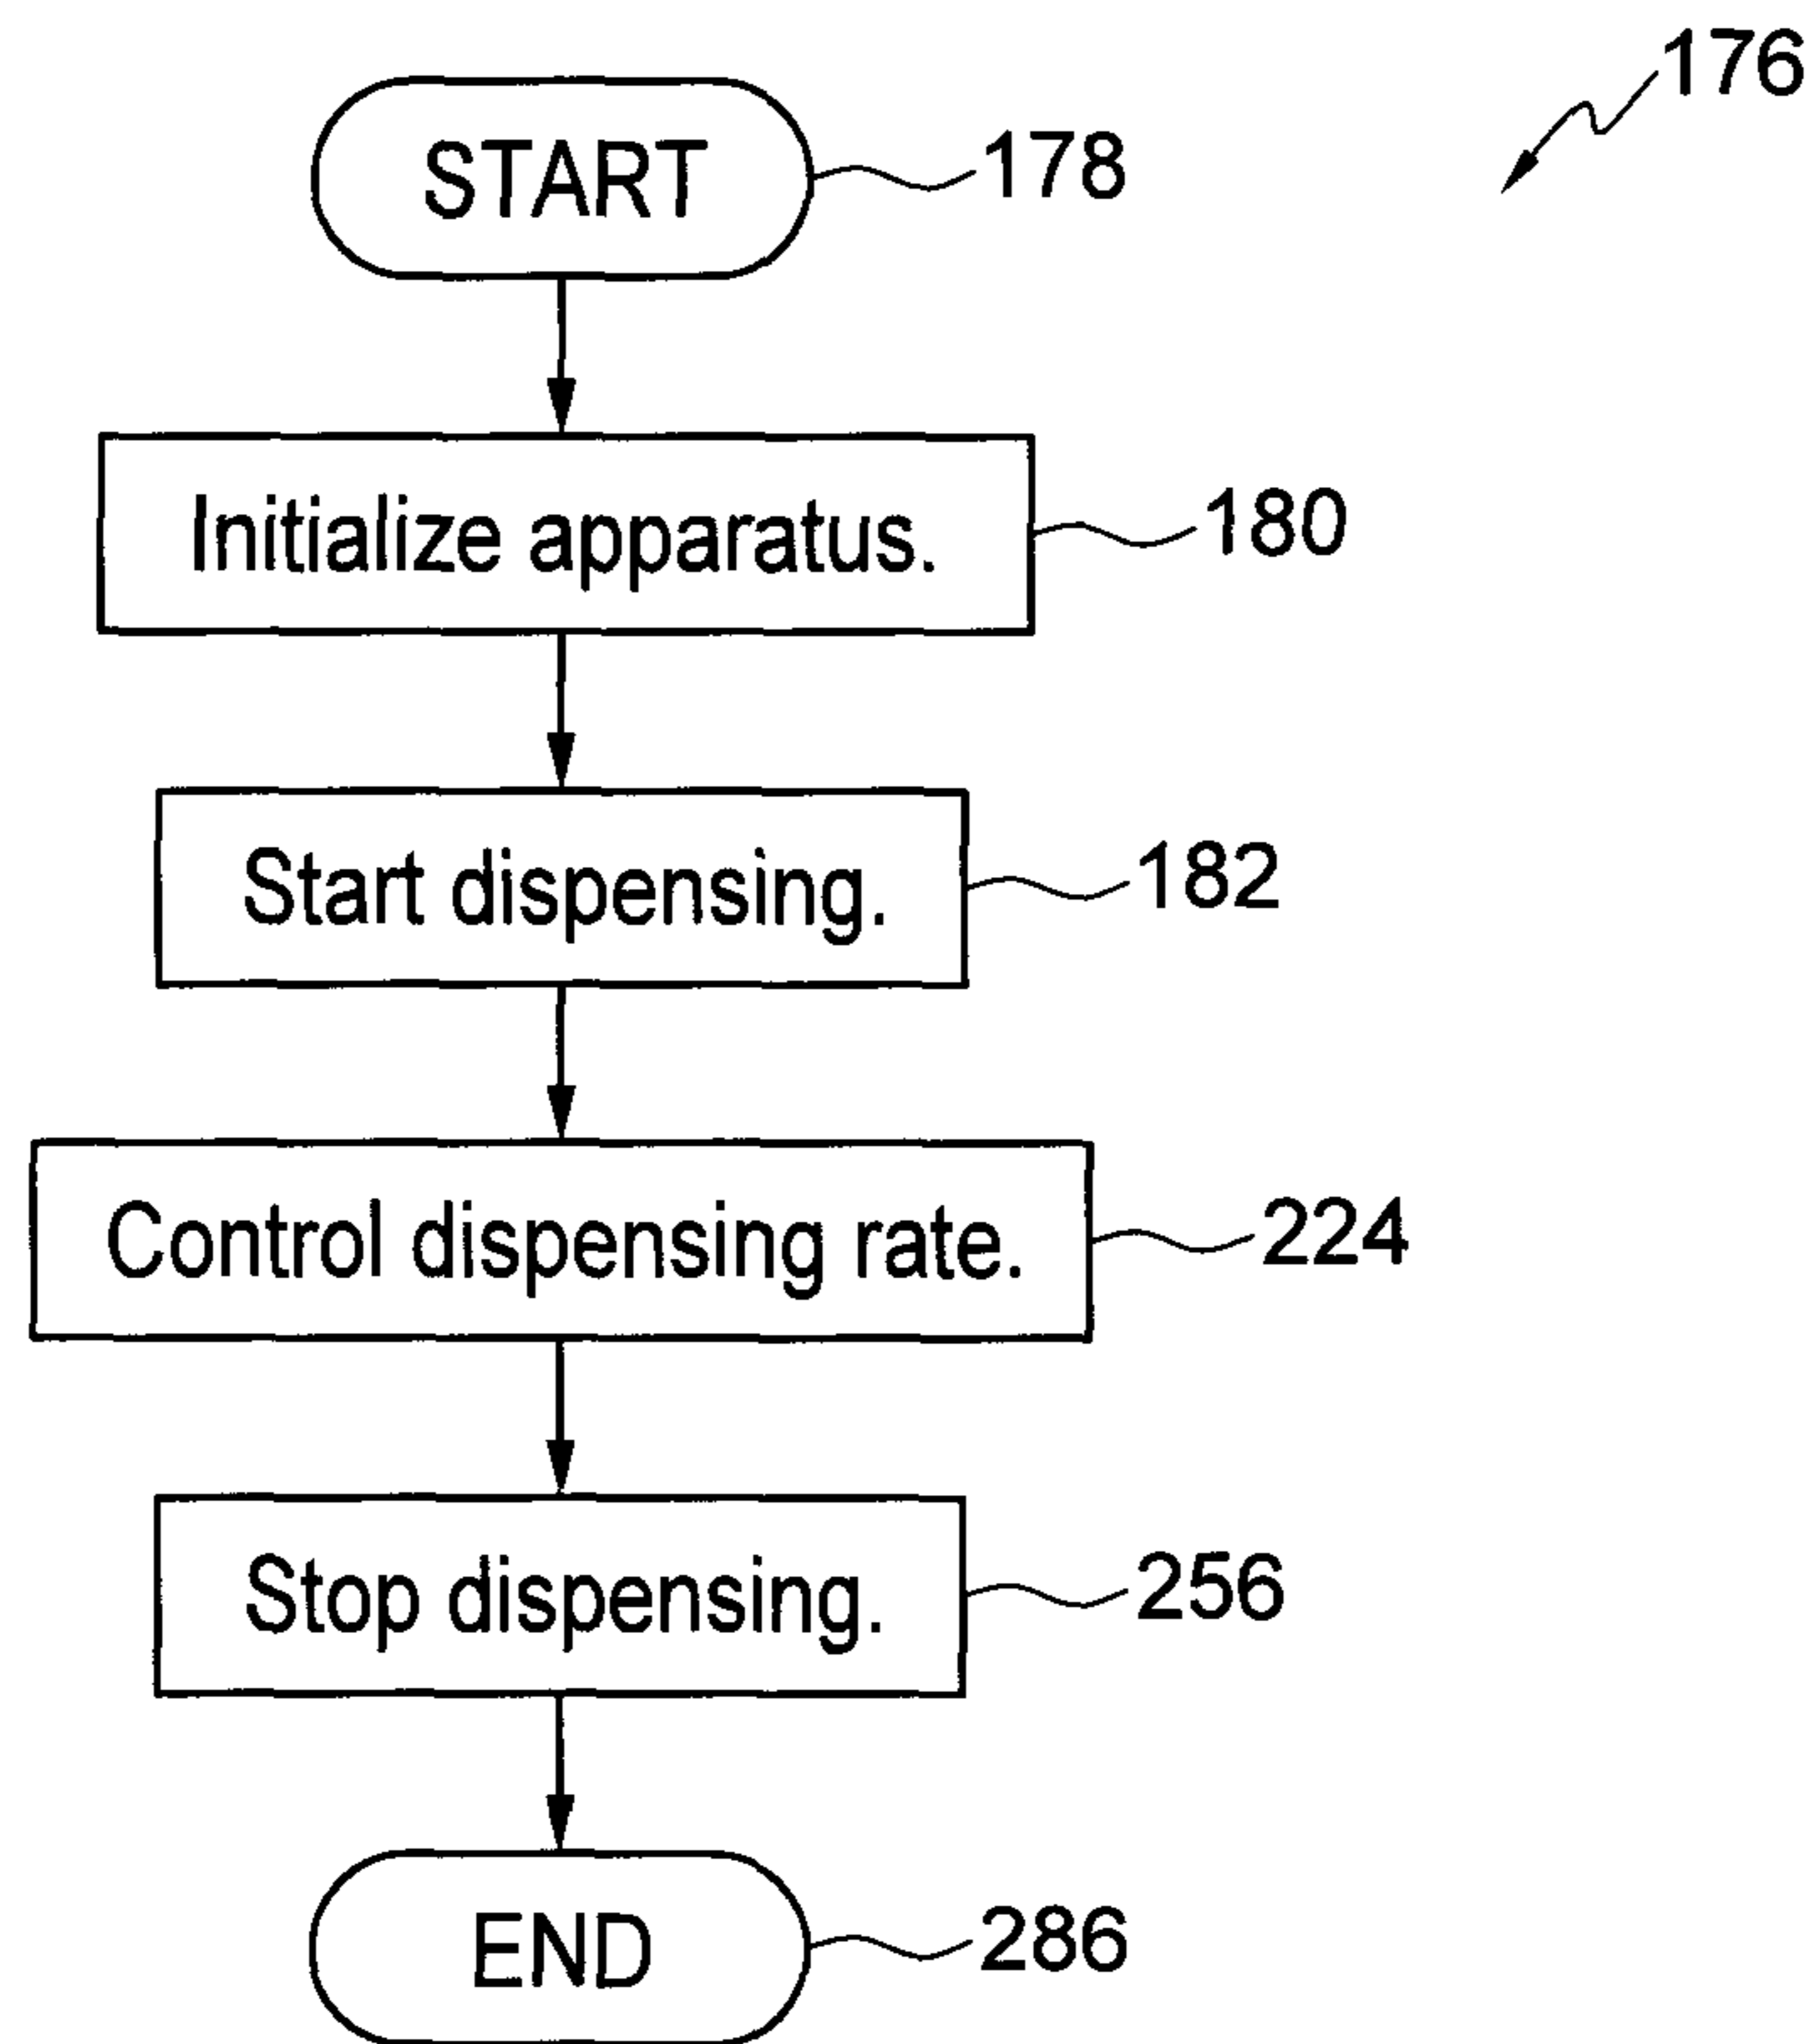 176
START
178
Initialize apparatus.
180
Start dispensing.
182
Control dispensing rate.
224
Stop dispensing.
256
END
286